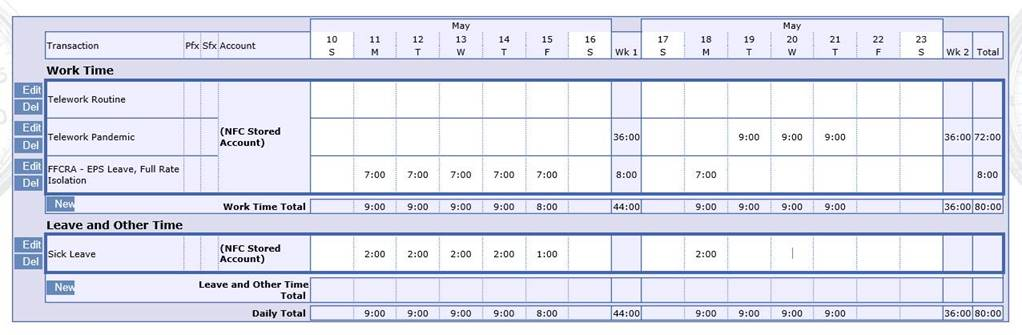 May May
Transaction Pfx Sfx Account 10 11 12 13 14 15 16 Wk 1 17 18 19 20 21 22 23 Wk 2 Total
S M T W T F S S M T W T F S
Work Time
Edit
Del
Telework Routine
Edit
Del
Telework Pandemic (NFC Stored Account) 36:00 9:00 9:00 9:00 36:00 72:00
Edit
Del
FFCRA - EPS Leave, Full Rate
Isolation 7:00 7:00 7:00 7:00 7:00 8:00 7:00 8:00
New Work Time Total 9:00 9:00 9:00 9:00 8:00 44:00 9:00 9:00 9:00 9:00 36:00 80:00
Leave and Other Time
Edit
Del
Sick Leave (NFC Stored Account) 2:00 2:00 2:00 2:00 1:00 2:00
New Leave and Other Time
Total
Daily Total 9:00 9:00 9:00 9:00 8:00 44:00 9:00 9:00 9:00 9:00 36:00 80:00